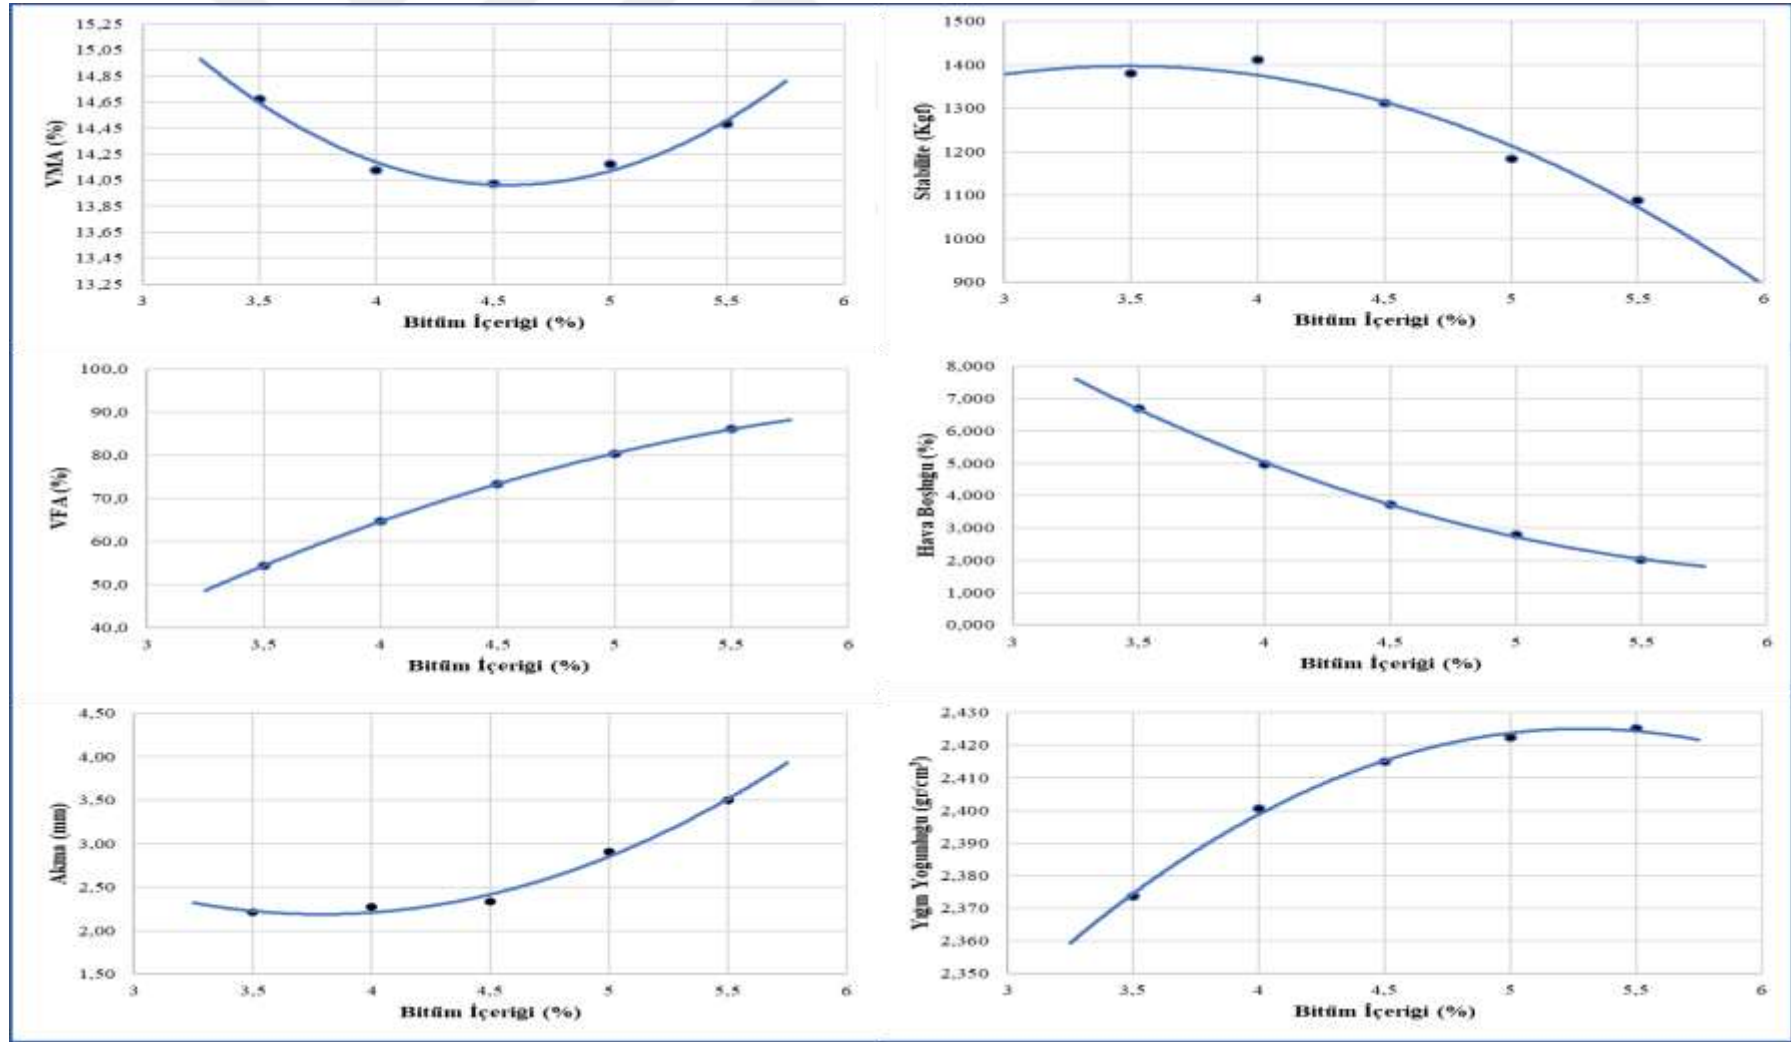 15,25
15,05
14,85
14,65
14,45
14,25
14,05
13,85
13,65
13,45
13,25
VMA (%)
3 3,5 4 4,5 5 5,5 6
Bitüm İçeriği (%)
1500
1400
1300
1200
1100
1000
900
Stabilite (Kgf)
3 3,5 4 4,5 5 5,5 6
Bitüm İçeriği (%)
100,0
90,0
80,0
70,0
60,0
50,0
40,0
VFA (%)
3 3,5 4 4,5 5 5,5 6
Bitüm İçeriği (%)
8,000
7,000
6,000
5,000
4,000
3,000
2,000
1,000
0,000
Hava Boşluğu (%)
3 3,5 4 4,5 5 5,5 6
Bitüm İçeriği (%)
4,50
4,00
3,50
3,00
2,50
2,00
1,50
Akma (mm)
3 3,5 4 4,5 5 5,5 6
Bitüm İçeriği (%)
2,430
2,420
2,410
2,400
2,390
2,380
2,370
2,360
2,350
Yığın Yoğunluğu (gr/cm³)
3 3,5 4 4,5 5 5,5 6
Bitüm İçeriği (%)